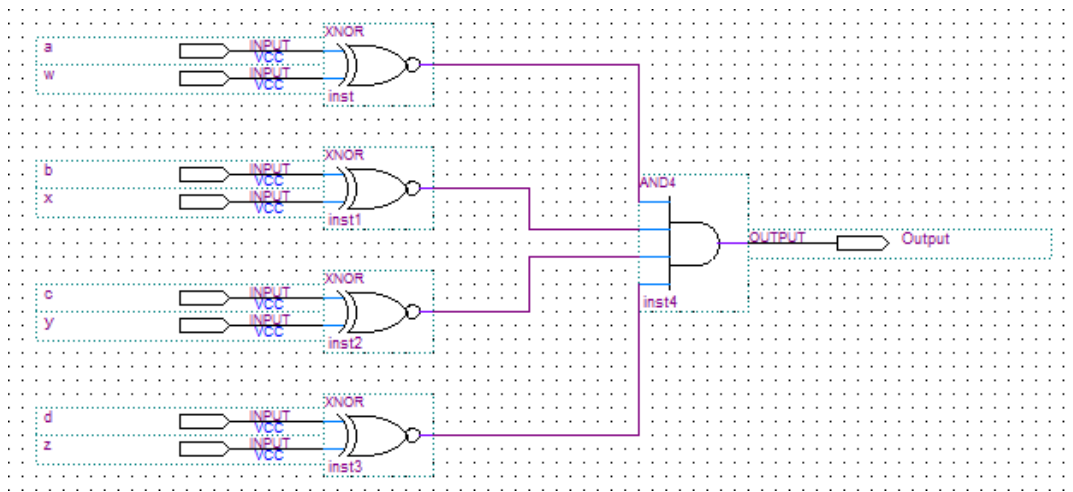 XNOR
a INPUT
VCC
w INPUT
VCC
inst
XNOR
b INPUT
VCC
x INPUT
VCC
inst1
AND4
OUTPUT Output
XNOR
c INPUT
VCC
y INPUT
VCC
inst2
inst4
XNOR
d INPUT
VCC
z INPUT
VCC
inst3